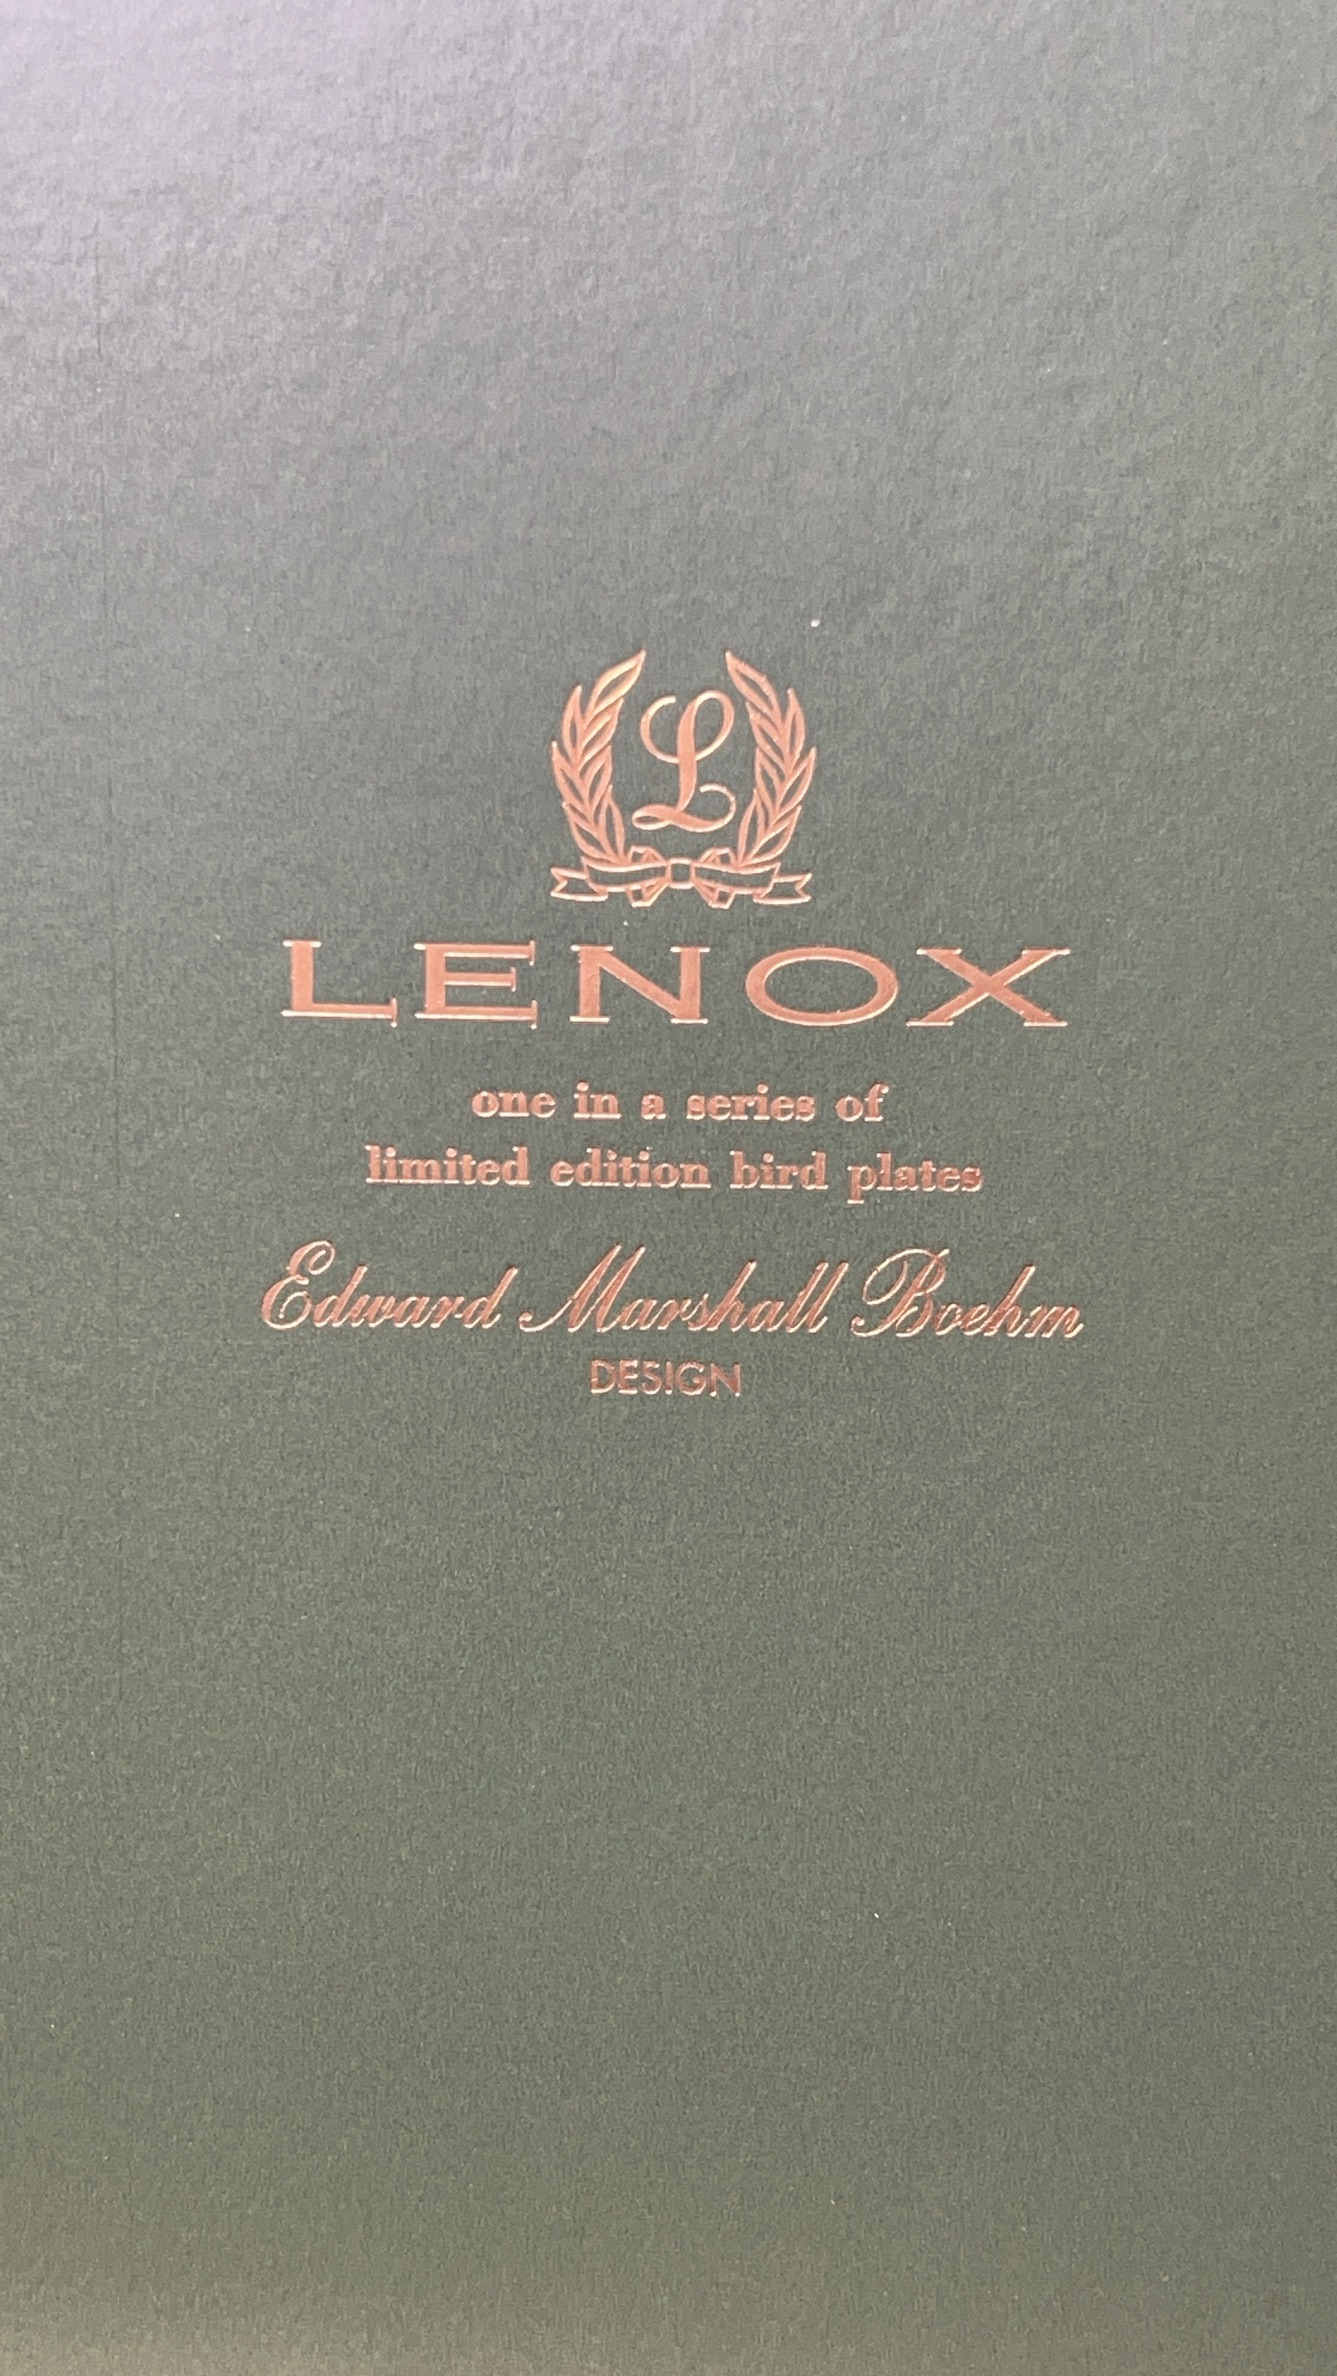 L
LENOX
one in a series of
limited edition bird plates
Edward Marshall Boehm
DESIGN